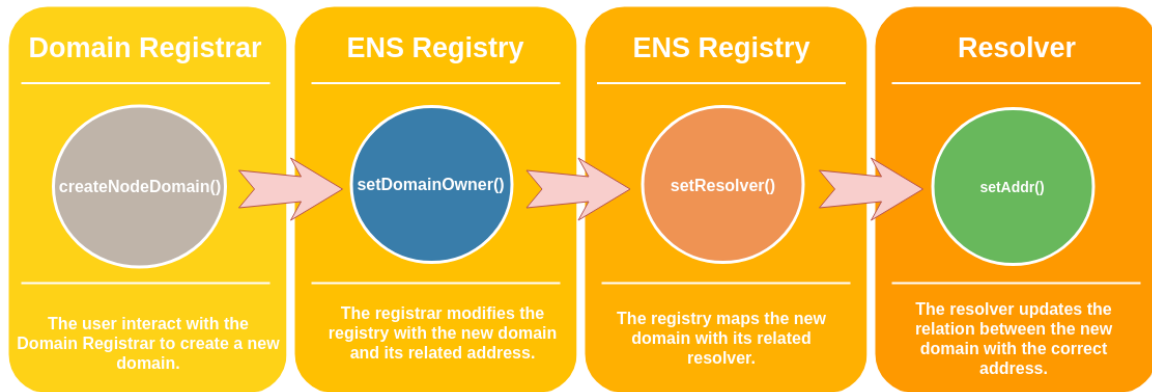 Domain Registrar
createNodeDomain()
The user interact with the
Domain Registrar to create a new
domain.
ENS Registry
setDomainOwner()
The registrar modifies the
registry with the new domain
and its related address.
ENS Registry
setResolver()
The registry maps the new
domain with its related
resolver.
Resolver
setAddr()
The resolver updates the
relation between the new
domain with the correct
address.